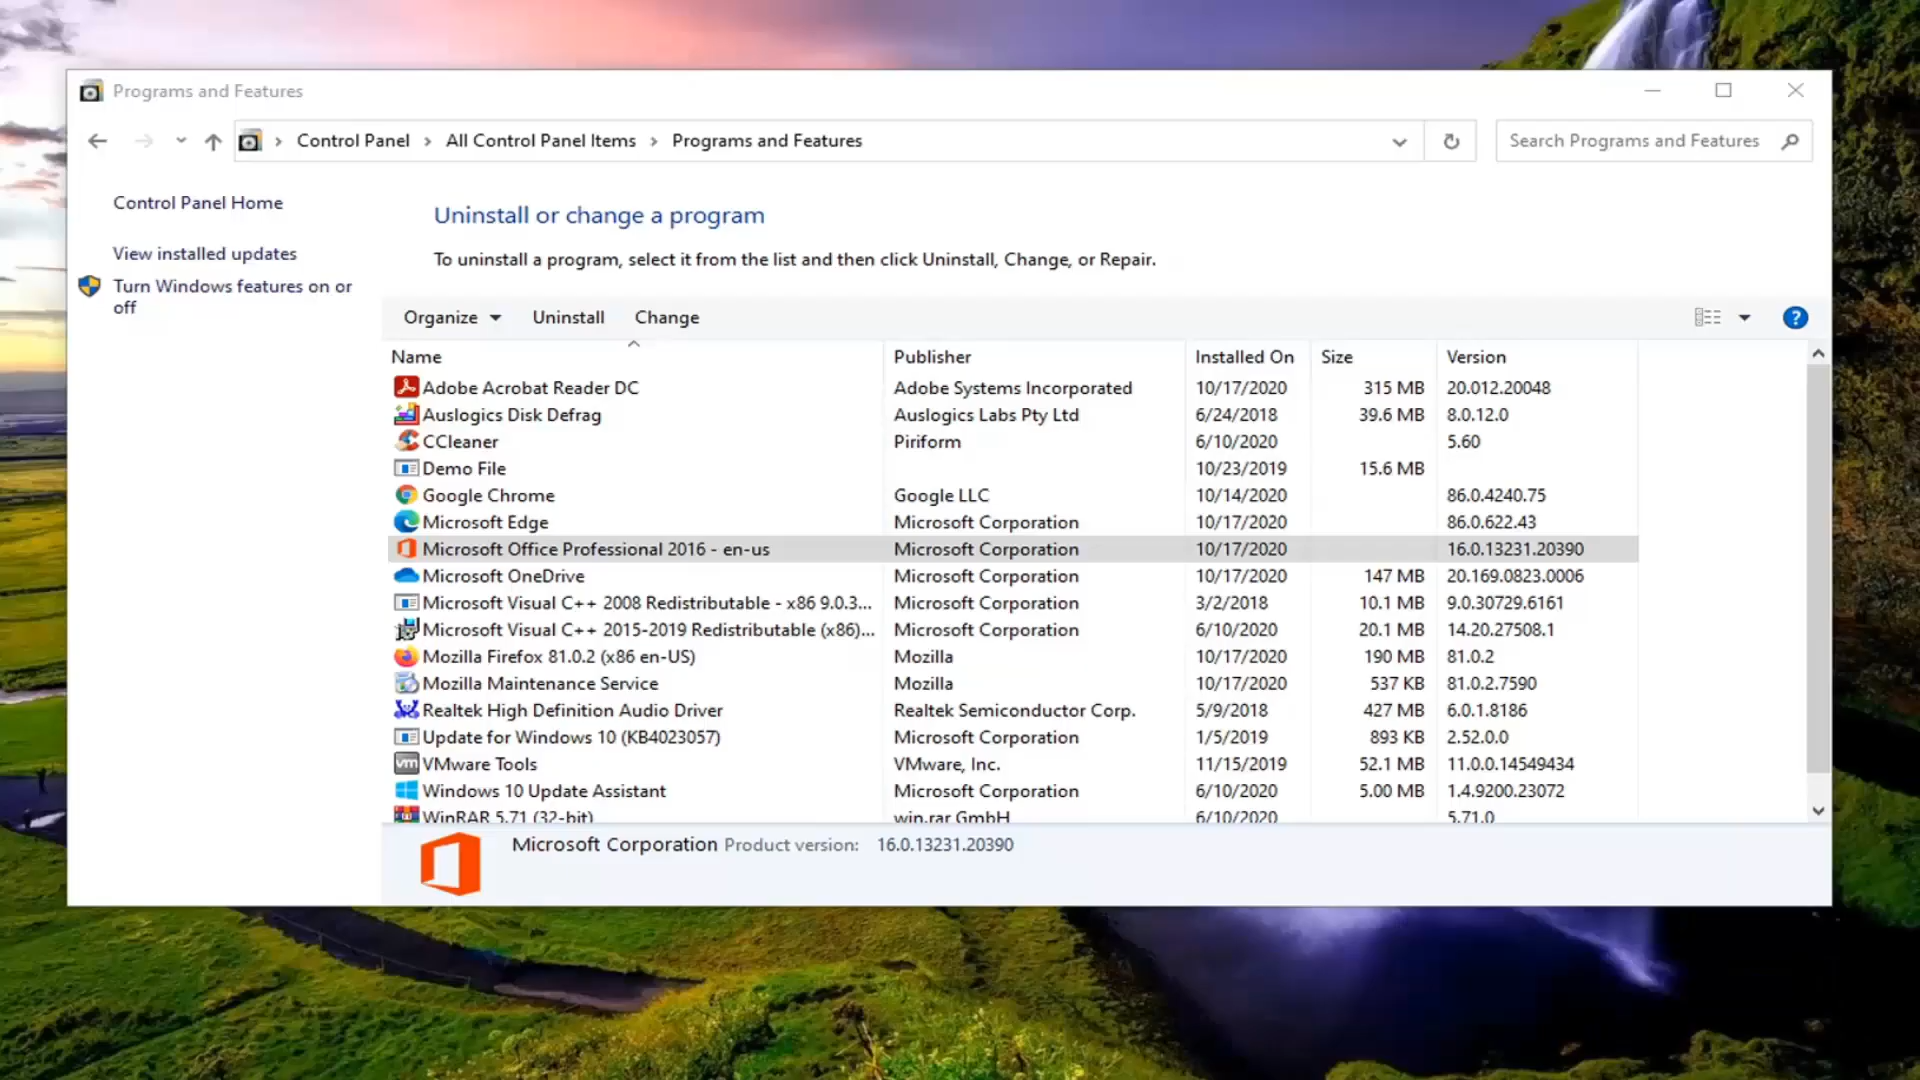 Programs and Features
Control Panel > All Control Panel Items > Programs and Features
Search Programs and Features
Control Panel Home
View installed updates
Turn Windows features on or
off
Uninstall or change a program
To uninstall a program, select it from the list and then click Uninstall, Change, or Repair.
Organize Uninstall Change
Name Publisher Installed On Size Version
Adobe Acrobat Reader DC Adobe Systems Incorporated 10/17/2020 315 MB 20.012.20048
Auslogics Disk Defrag Auslogics Labs Pty Ltd 6/24/2018 39.6 MB 8.0.12.0
CCleaner Piriform 6/10/2020 5.60
Demo File 10/23/2019 15.6 MB
Google Chrome Google LLC 10/14/2020 86.0.4240.75
Microsoft Edge Microsoft Corporation 10/17/2020 86.0.622.43
Microsoft Office Professional 2016 - en-us Microsoft Corporation 10/17/2020 16.0.13231.20390
Microsoft OneDrive Microsoft Corporation 10/17/2020 147 MB 20.169.0823.0006
Microsoft Visual C++ 2008 Redistributable - x86 9.0.3... Microsoft Corporation 3/2/2018 10.1 MB 9.0.30729.6161
Microsoft Visual C++ 2015-2019 Redistributable (x86)... Microsoft Corporation 6/10/2020 20.1 MB 14.20.27508.1
Mozilla Firefox 81.0.2 (x86 en-US) Mozilla 10/17/2020 190 MB 81.0.2
Mozilla Maintenance Service Mozilla 10/17/2020 537 KB 81.0.2.7590
Realtek High Definition Audio Driver Realtek Semiconductor Corp. 5/9/2018 427 MB 6.0.1.8186
Update for Windows 10 (KB4023057) Microsoft Corporation 1/5/2019 893 KB 2.52.0.0
vm VMware Tools VMware, Inc. 11/15/2019 52.1 MB 11.0.0.14549434
Windows 10 Update Assistant Microsoft Corporation 6/10/2020 5.00 MB 1.4.9200.23072
WinRAR 5.71 (32-bit) win.rar GmbH 6/10/2020 5.71.0
Microsoft Corporation Product version: 16.0.13231.20390